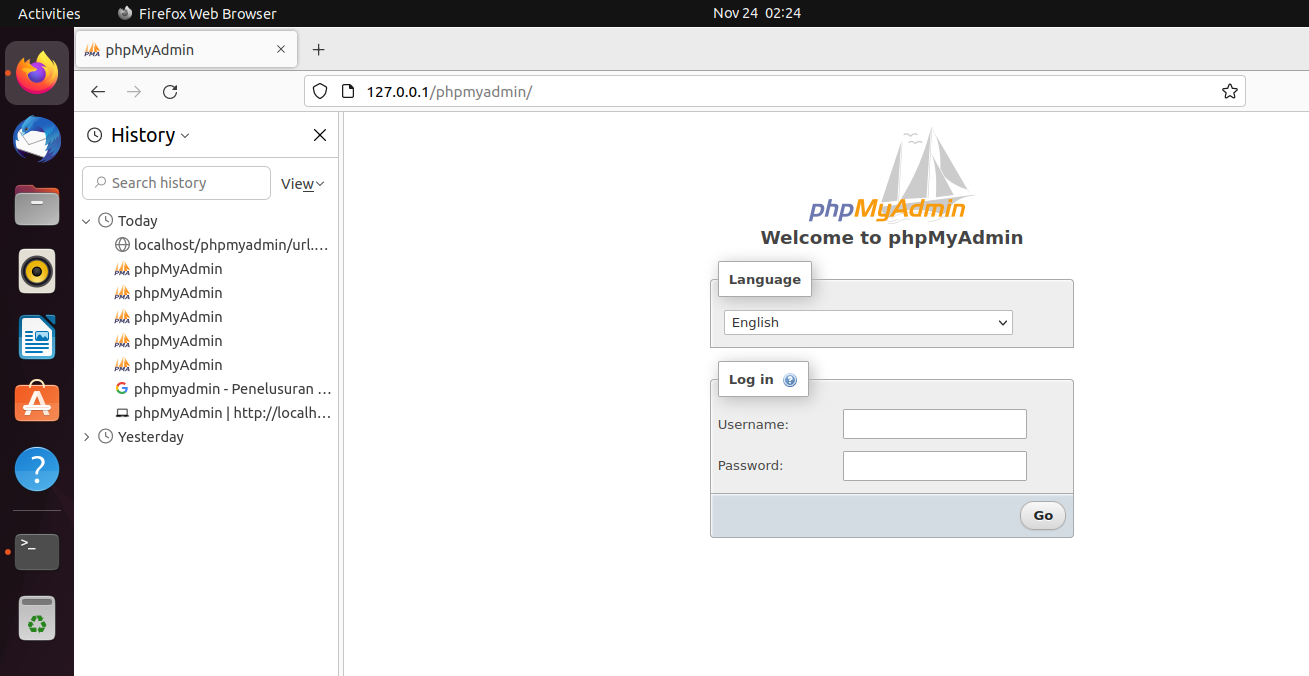 Activities Firefox Web Browser Nov 24 02:24
phpMyAdmin
127.0.0.1/phpmyadmin/
History
Search history View
Today
localhost/phpmyadmin/url.…
phpMyAdmin
phpMyAdmin
phpMyAdmin
phpMyAdmin
phpMyAdmin
phpmyadmin - Penelusuran …
phpMyAdmin | http://localh…
Yesterday
phpMyAdmin
Welcome to phpMyAdmin
Language
English
Log in
Username:
Password:
Go